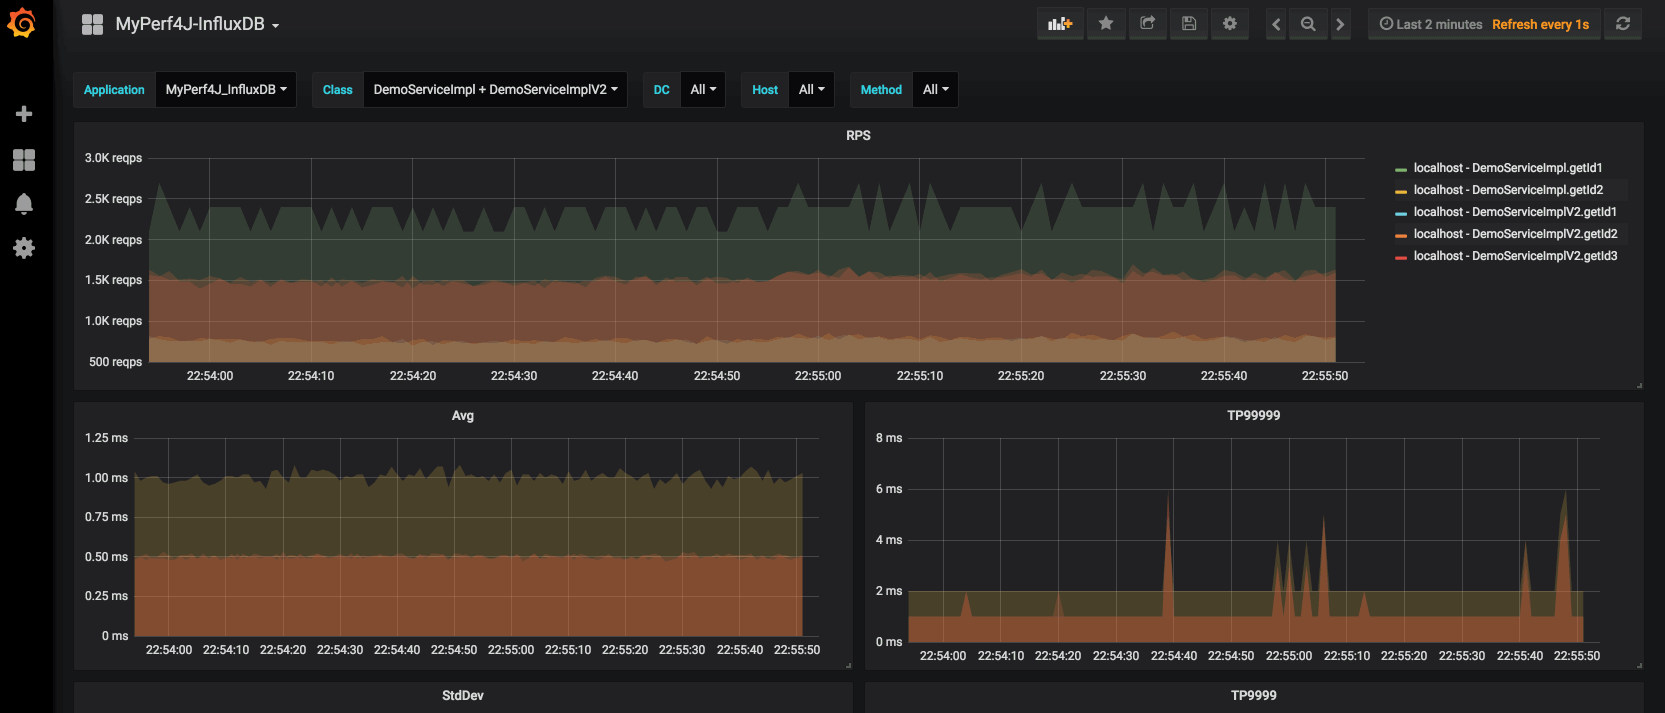 MyPerf4J-InfluxDB
Last 2 minutes Refresh every 1s
Application MyPerf4J_InfluxDB Class DemoServiceImpl + DemoServiceImplV2 DC All Host All Method All
RPS
3.0K reqps
2.5K reqps
2.0K reqps
1.5K reqps
1.0K reqps
500 reqps
22:54:00 22:54:10 22:54:20 22:54:30 22:54:40 22:54:50 22:55:00 22:55:10 22:55:20 22:55:30 22:55:40 22:55:50
localhost - DemoServiceImpl.getId1
localhost - DemoServiceImpl.getId2
localhost - DemoServiceImplV2.getId1
localhost - DemoServiceImplV2.getId2
localhost - DemoServiceImplV2.getId3
Avg
1.25 ms
1.00 ms
0.75 ms
0.50 ms
0.25 ms
0 ms
22:54:00 22:54:10 22:54:20 22:54:30 22:54:40 22:54:50 22:55:00 22:55:10 22:55:20 22:55:30 22:55:40 22:55:50
TP99999
8 ms
6 ms
4 ms
2 ms
0 ms
22:54:00 22:54:10 22:54:20 22:54:30 22:54:40 22:54:50 22:55:00 22:55:10 22:55:20 22:55:30 22:55:40 22:55:50
StdDev
TP9999